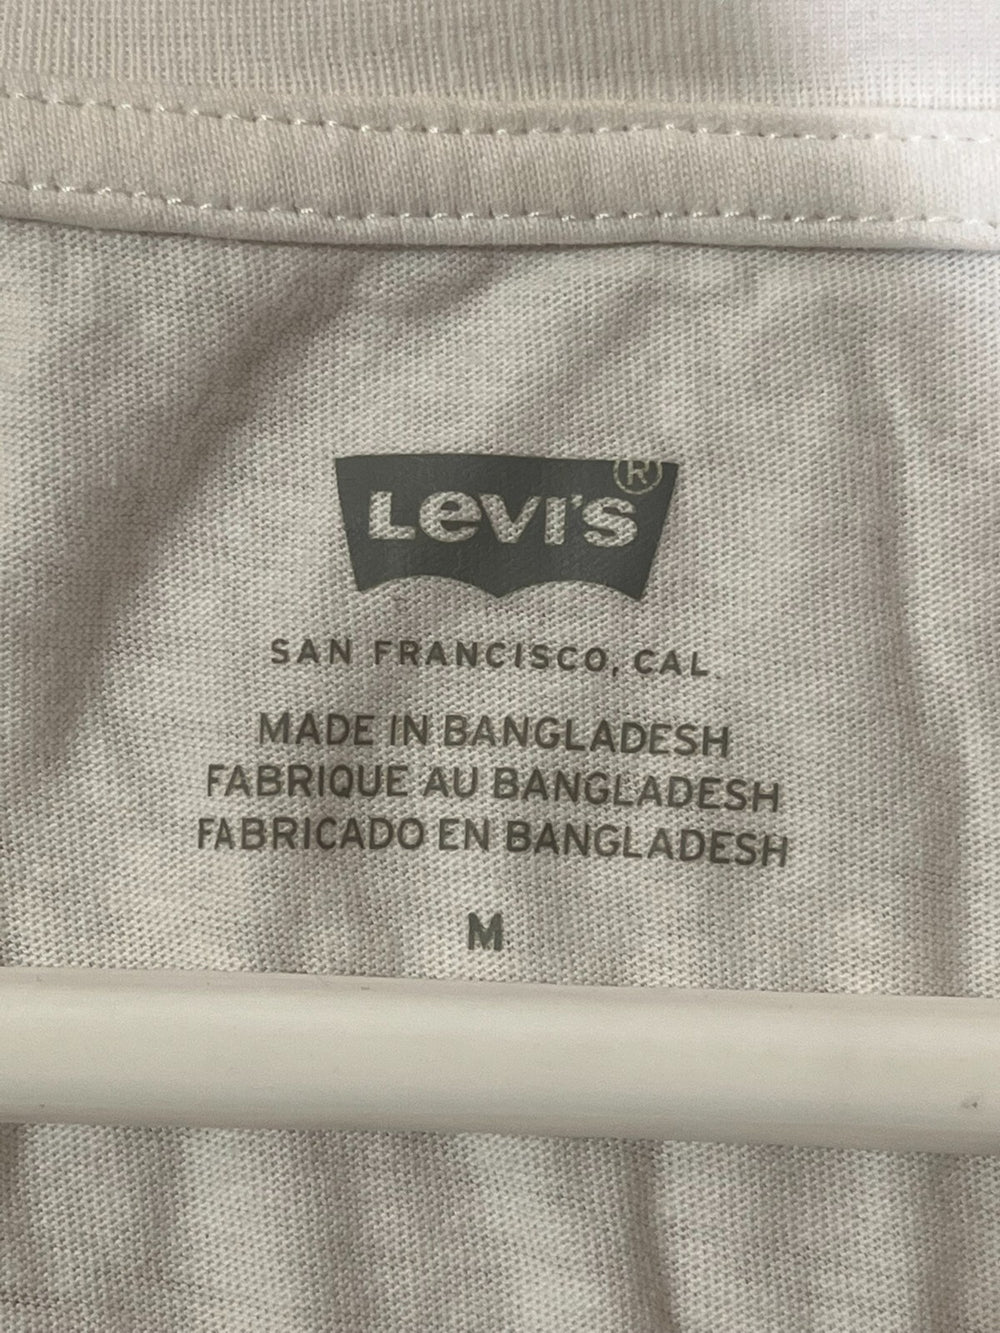 Levi's®
SAN FRANCISCO, CAL.
MADE IN BANGLADESH
FABRIQUE AU BANGLADESH
FABRICADO EN BANGLADESH
M